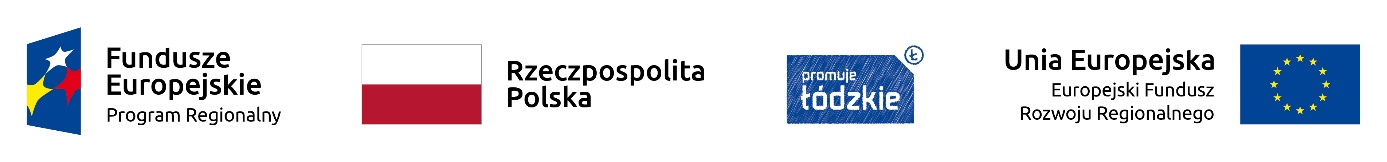 Fundusze
Europejskie
Program Regionalny
Rzeczpospolita
Polska
promuje
łódzkie
Ł
Unia Europejska
Europejski Fundusz
Rozwoju Regionalnego